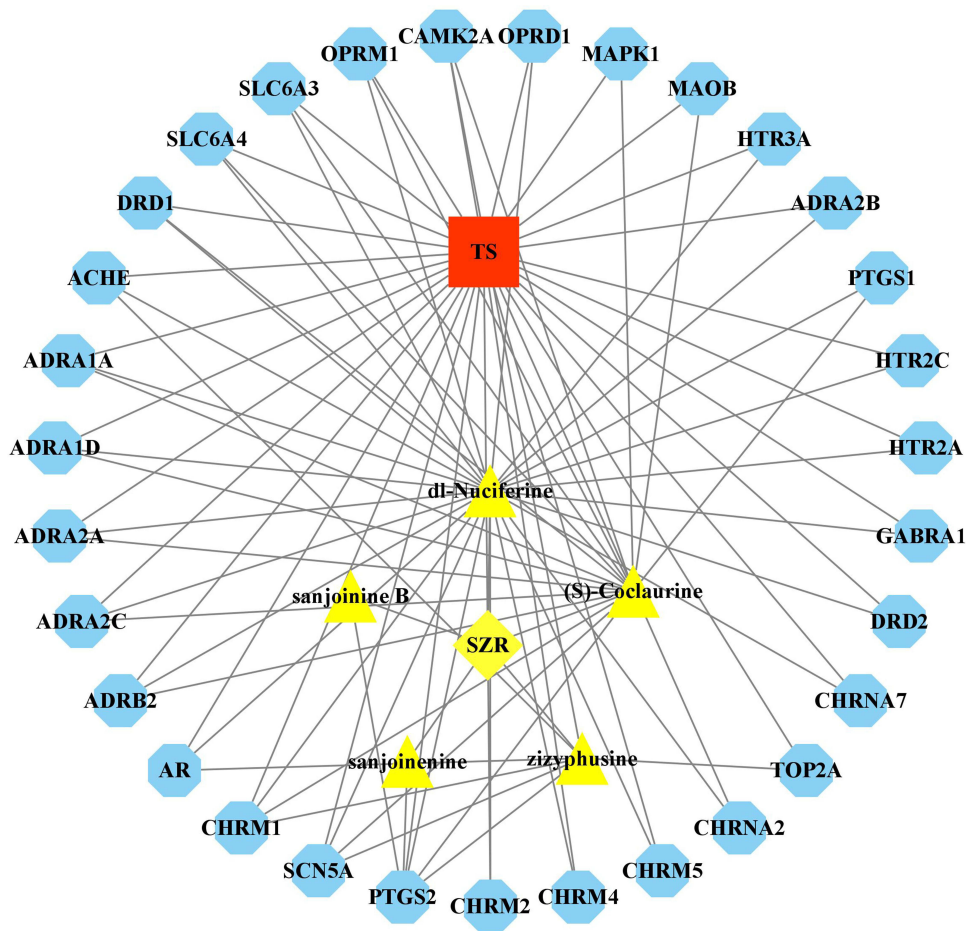 CAMK2A
OPRD1
OPRM1
MAPK1
SLC6A3
MAOB
SLC6A4
HTR3A
DRD1
ADRA2B
TS
ACHE
PTGS1
ADRA1A
HTR2C
ADRA1D
HTR2A
dl-Nuciferine
ADRA2A
GABRA1
sanjoinine B
(S)-Coclaurine
ADRA2C
DRD2
SZR
ADRB2
CHRNA7
AR
sanjoinenine
zizyphusine
TOP2A
CHRM1
CHRNA2
SCN5A
CHRM5
PTGS2
CHRM4
CHRM2